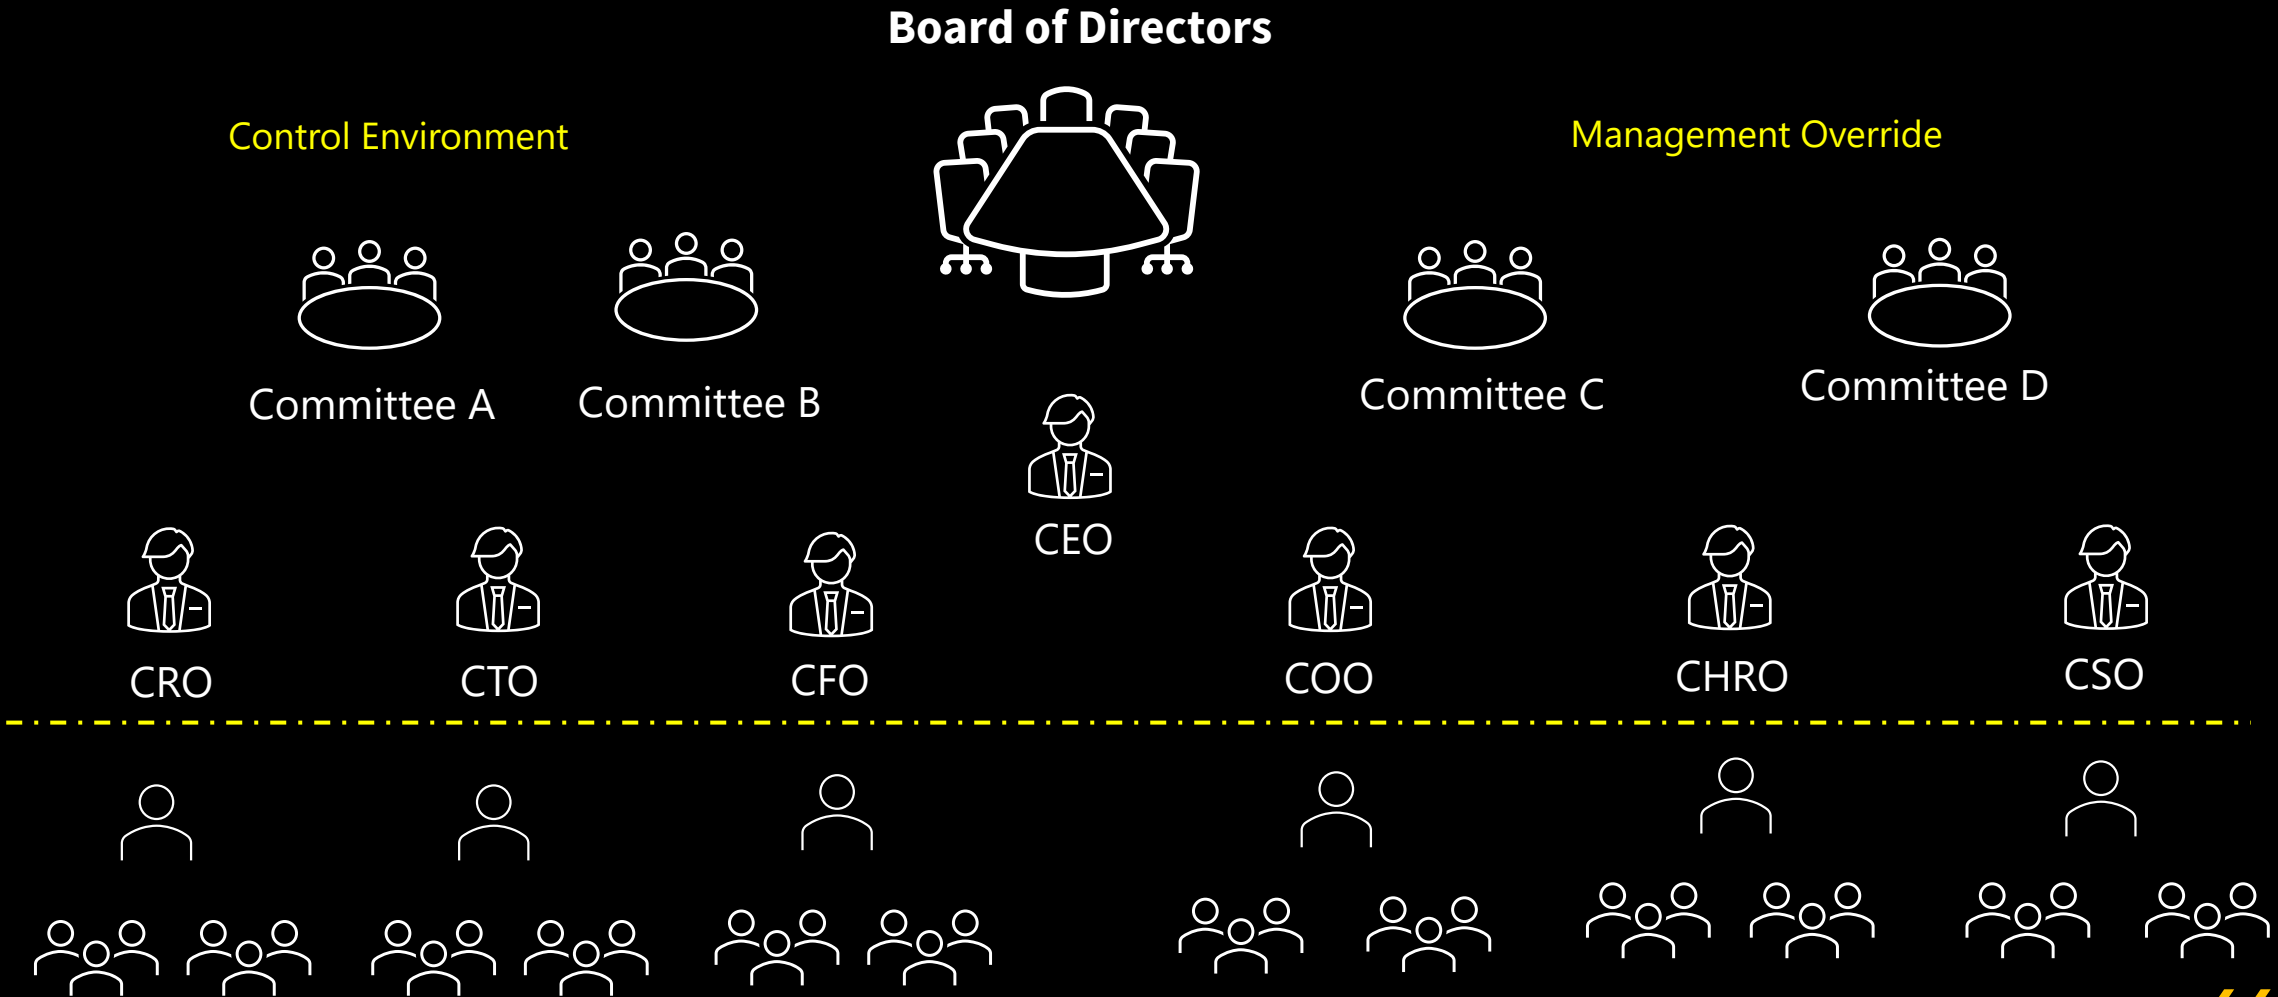 Board of Directors
Control Environment
Management Override
Committee A
Committee B
Committee C
Committee D
CEO
CRO
CTO
CFO
COO
CHRO
CSO